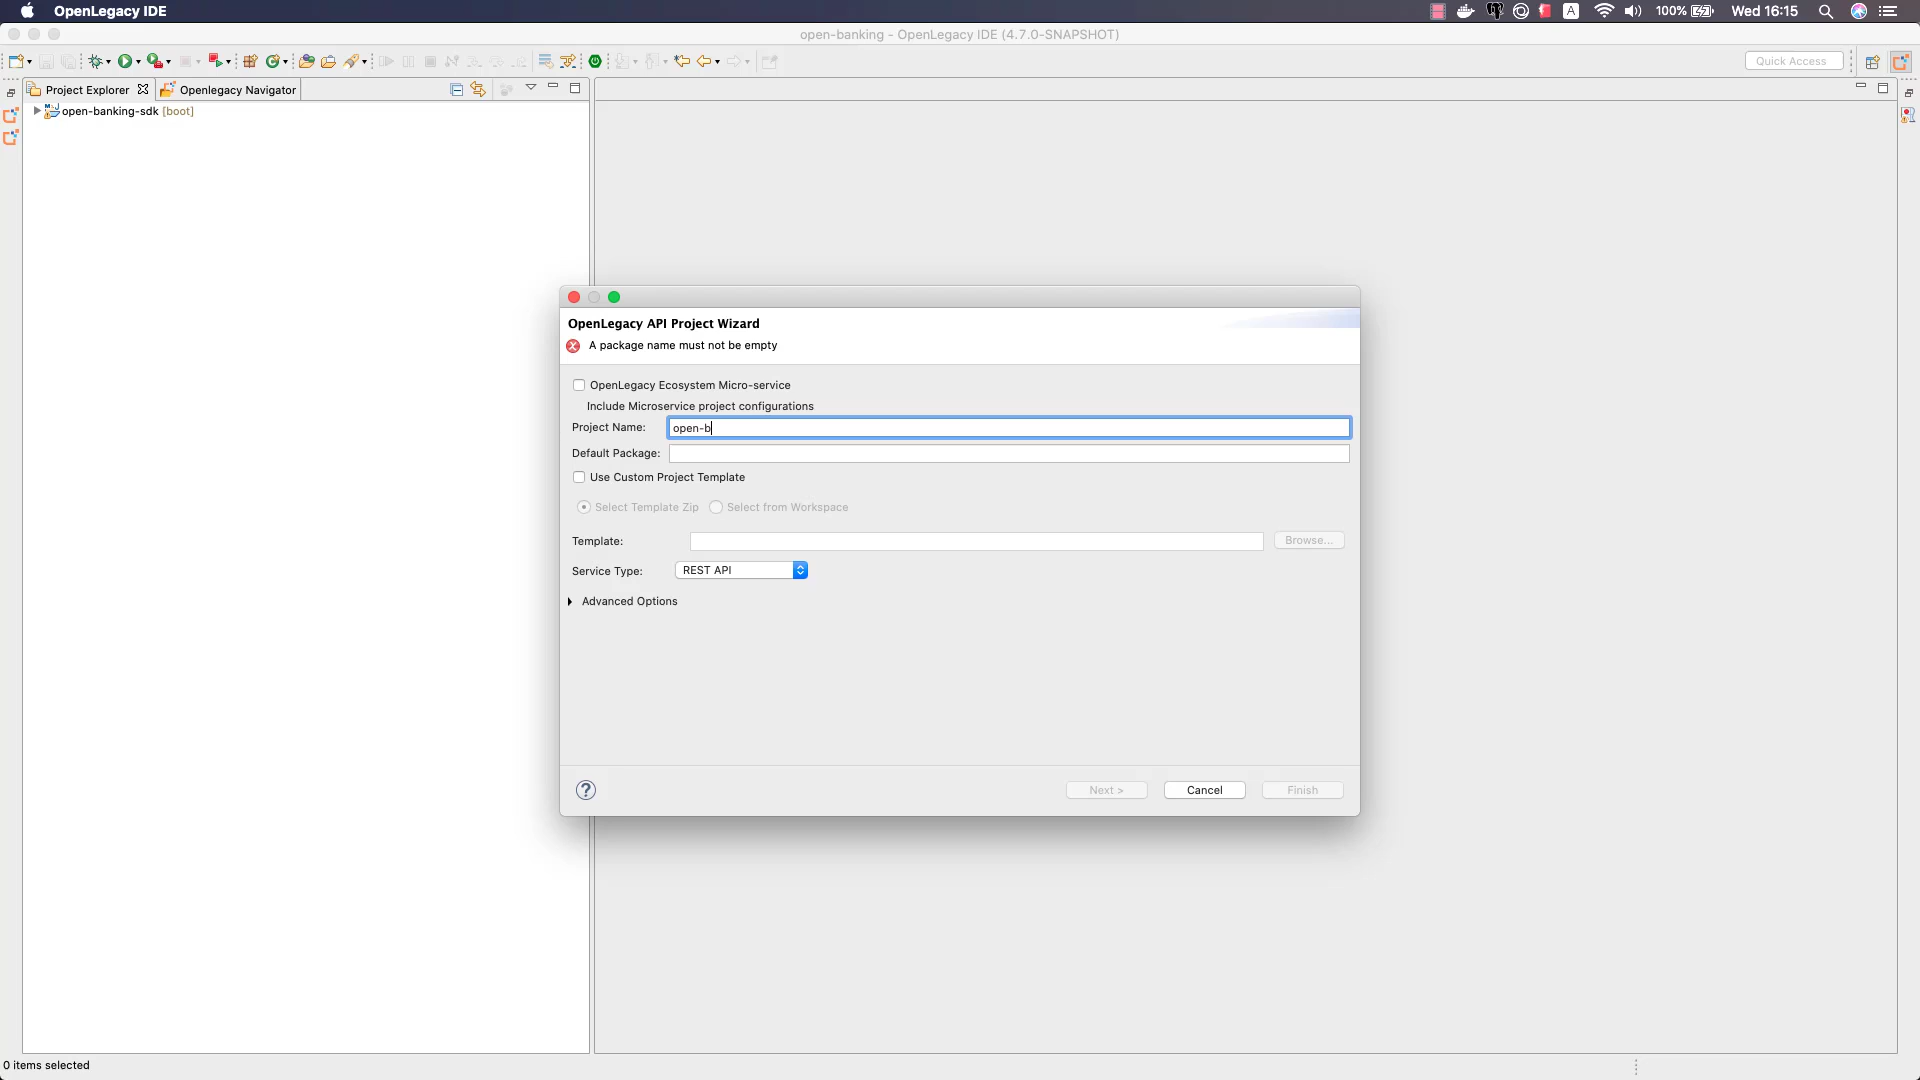 OpenLegacy IDE
100%
Wed 16:15
open-banking - OpenLegacy IDE (4.7.0-SNAPSHOT)
Quick Access
Project Explorer
Openlegacy Navigator
open-banking-sdk [boot]
OpenLegacy API Project Wizard
A package name must not be empty
OpenLegacy Ecosystem Micro-service
Include Microservice project configurations
Project Name: open-b
Default Package:
Use Custom Project Template
Select Template Zip Select from Workspace
Template: Browse...
Service Type: REST API
Advanced Options
? Next > Cancel Finish
0 items selected